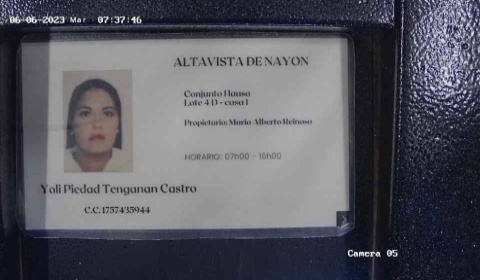 06-06-2023 Mar 07:37:46
ALTAVISTA DE NAYON
Conjunto Hausa
Lote 4 D - casa 1
Propietario: Mario Alberto Reinoso
HORARIO: 07h00 - 16h00
Yoli Piedad Tenganan Castro
C.C. 1757435944
Camera 05